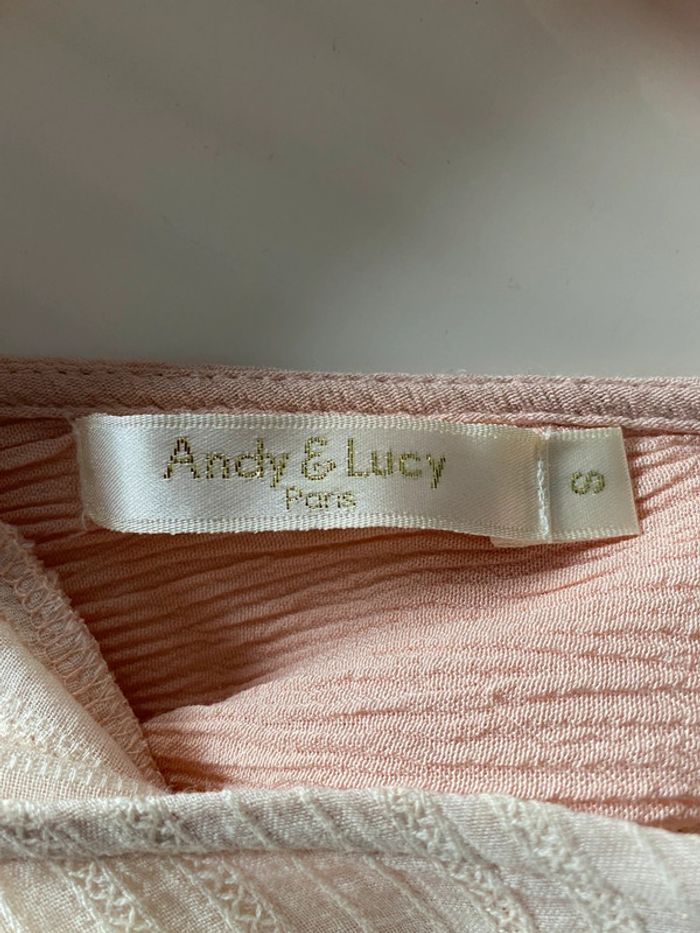 Andy & Lucy
Paris
S